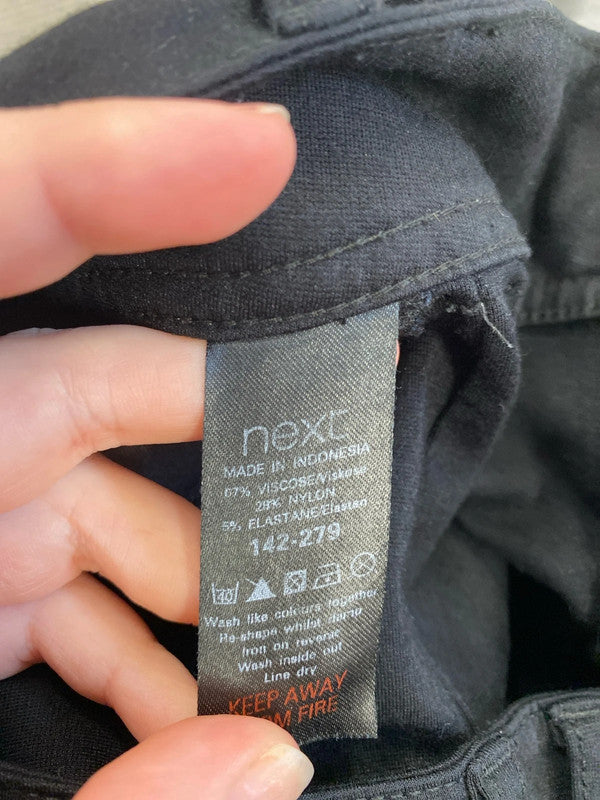 next
MADE IN INDONESIA
67% VISCOSE/Viskose
28% NYLON
5% ELASTANE/Elastan
142-279
40
Wash like colours together
Re-shape whilst damp
Iron on reverse
Wash inside out
Line dry
KEEP AWAY
FIRE